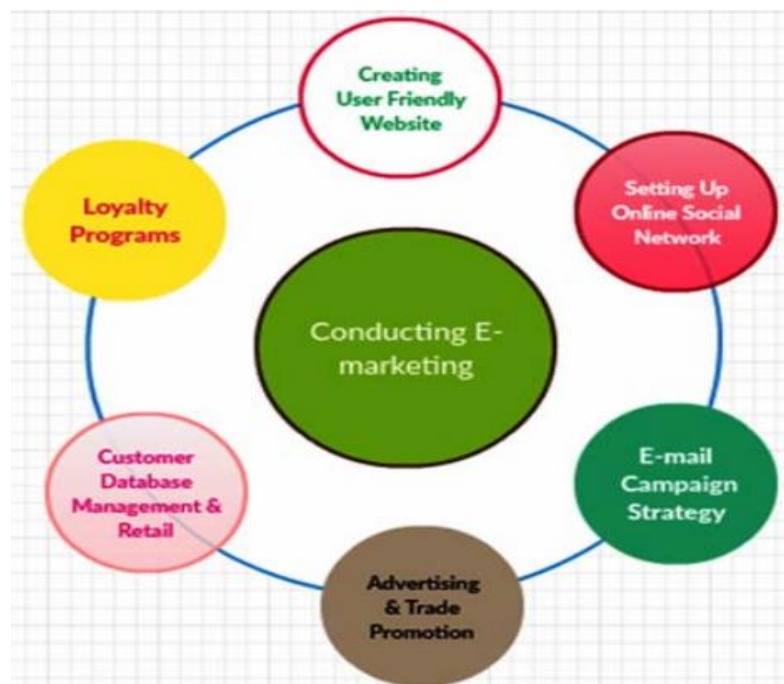 Creating
User Friendly
Website
Setting Up
Online Social
Network
E-mail
Campaign
Strategy
Advertising
& Trade
Promotion
Customer
Database
Management &
Retail
Loyalty
Programs
Conducting E-
marketing